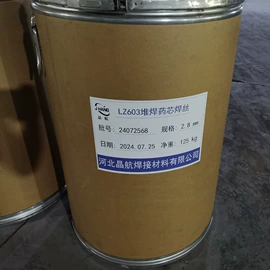 LZ603堆焊药芯焊丝
批号: 24072568 规格: 2.8 mm
日期: 2024.07.25 净重: 125 kg
河北晶航焊接材料有限公司